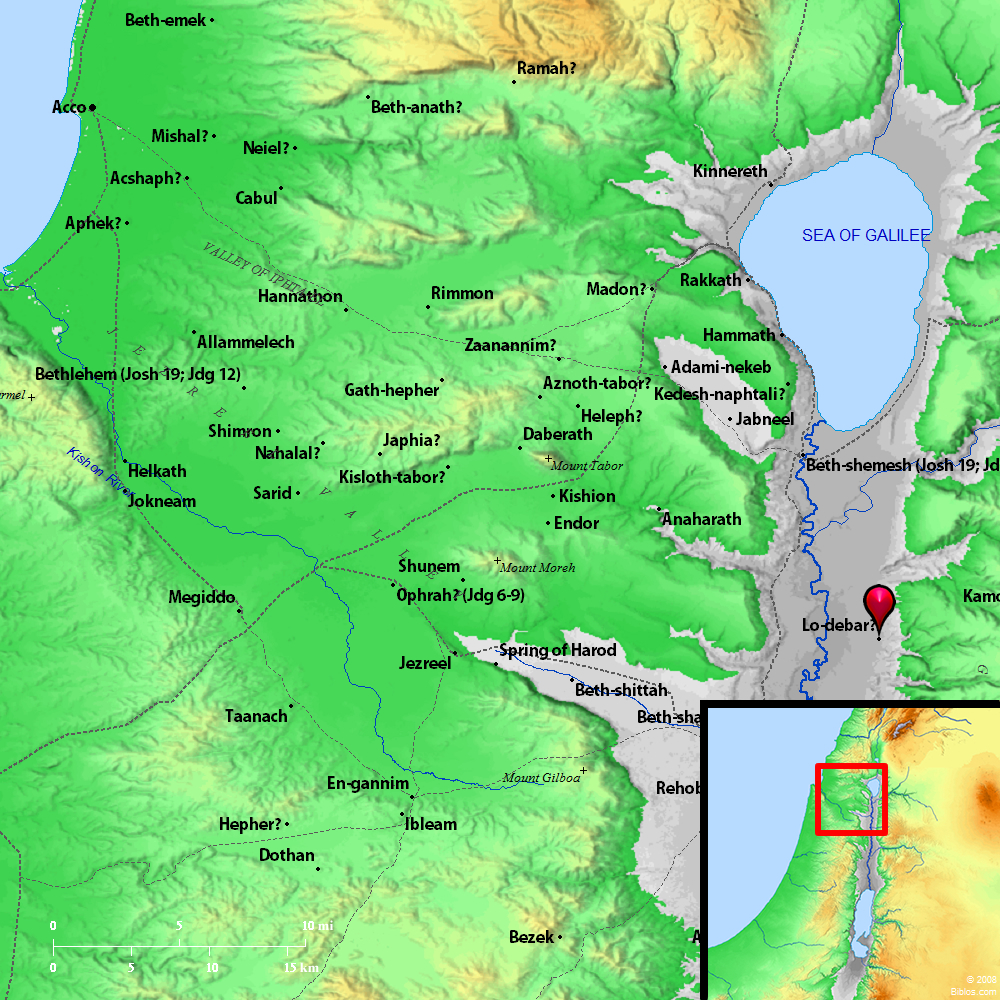 Beth-emek
Ramah?
Acco
Beth-anath?
Mishal?
Neiel?
Kinnereth
Acshaph?
Cabul
Aphek?
SEA OF GALILEE
VALLEY OF IPHTAHEL
Rakkath
Madon?
Hannathon
Rimmon
Hammath
Allammelech
Zaanannim?
Adami-nekeb
Bethlehem (Josh 19; Jdg 12)
Aznoth-tabor?
Gath-hepher
Kedesh-naphtali?
rmel
Heleph?
Jabneel
JEZREEL VALLEY
Shimron
Daberath
Japhia?
Nahalal?
Mount Tabor
Beth-shemesh (Josh 19; Jd
Kishon River
Helkath
Kisloth-tabor?
Sarid
Kishion
Jokneam
Anaharath
Endor
Shunem
Mount Moreh
Ophrah? (Jdg 6-9)
Megiddo
Kamo
Lo-debar?
Spring of Harod
Jezreel
G
Beth-shittah
Taanach
Beth-sha
Mount Gilboa
En-gannim
Rehob
Hepher?
Ibleam
Dothan
0 5 10 mi
0 5 10 15 km
Bezek
A
© 2008
Biblos.com